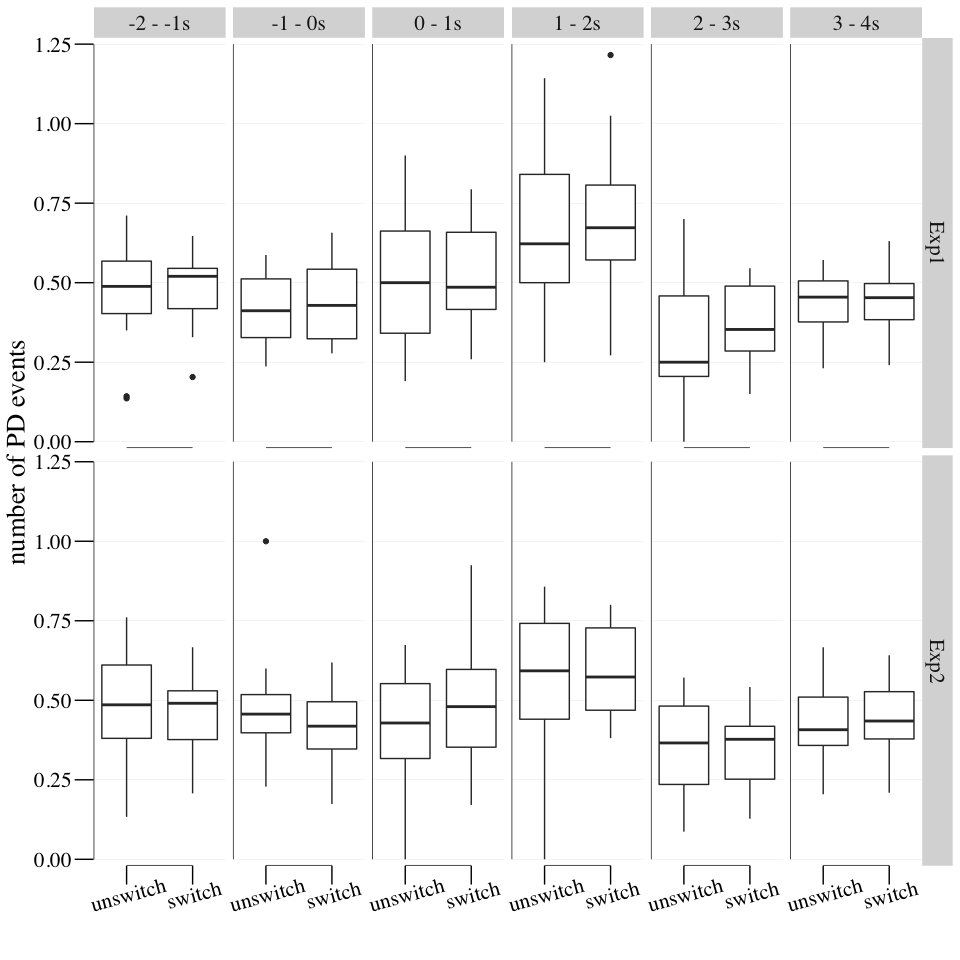 -2 - -1s
-1 - 0s
0 - 1s
1 - 2s
2 - 3s
3 - 4s
number of PD events
1.25
1.00
0.75
0.50
0.25
0.00
Exp1
1.25
1.00
0.75
0.50
0.25
0.00
Exp2
unswitch
switch
unswitch
switch
unswitch
switch
unswitch
switch
unswitch
switch
unswitch
switch